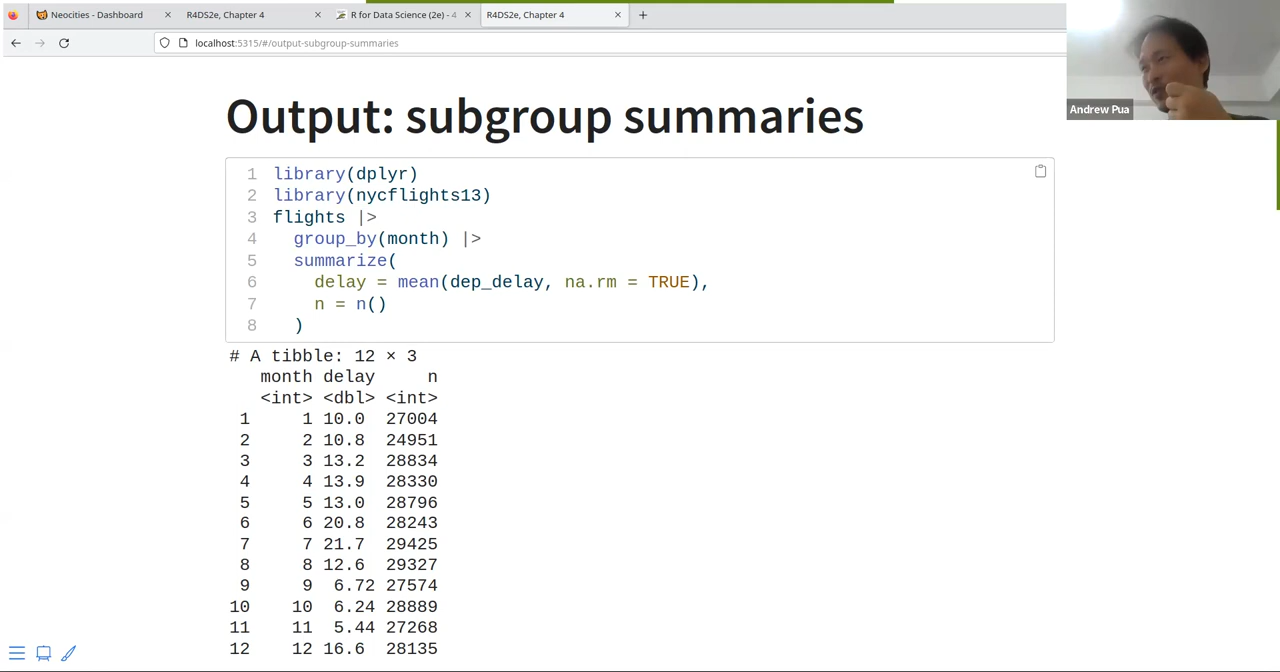 Neocities - Dashboard
R4DS2e, Chapter 4
R for Data Science (2e) - 4
R4DS2e, Chapter 4
localhost:5315/#/output-subgroup-summaries
Andrew Pua
Output: subgroup summaries
1 library(dplyr)
2 library(nycflights13)
3 flights |>
4 group_by(month) |>
5 summarize(
6 delay = mean(dep_delay, na.rm = TRUE),
7 n = n()
8 )
# A tibble: 12 × 3
month delay n
<int> <dbl> <int>
1 1 10.0 27004
2 2 10.8 24951
3 3 13.2 28834
4 4 13.9 28330
5 5 13.0 28796
6 6 20.8 28243
7 7 21.7 29425
8 8 12.6 29327
9 9 6.72 27574
10 10 6.24 28889
11 11 5.44 27268
12 12 16.6 28135